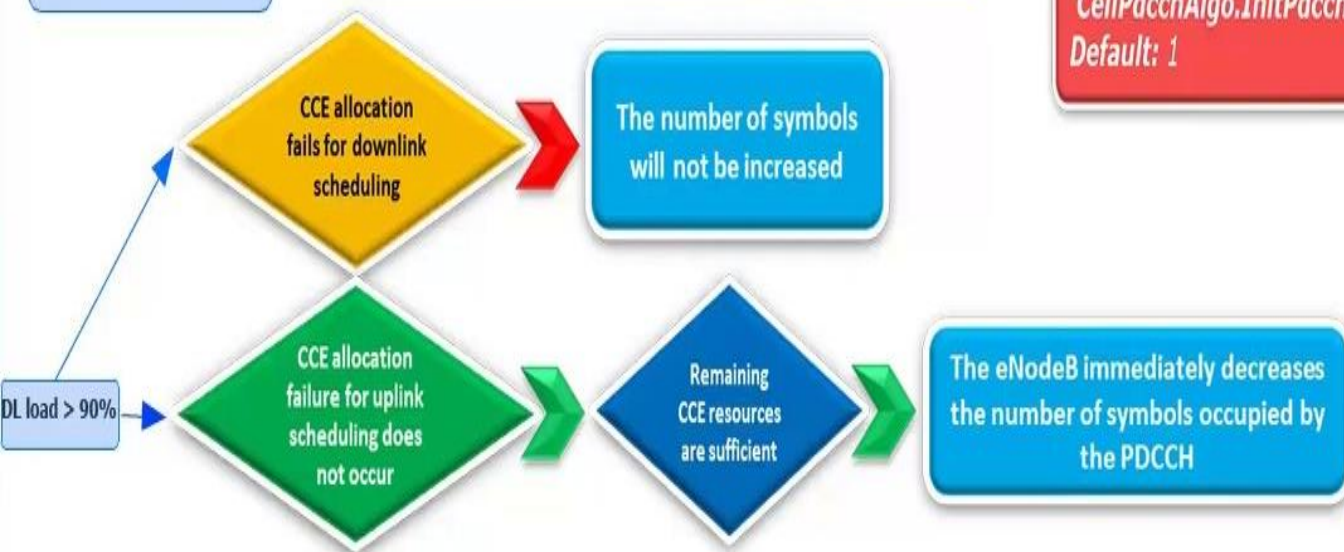 CellPdcchAlgo.InitPdcch
Default: 1
CCE allocation
fails for downlink
scheduling
The number of symbols
will not be increased
DL load > 90%
CCE allocation
failure for uplink
scheduling does
not occur
Remaining
CCE resources
are sufficient
The eNodeB immediately decreases
the number of symbols occupied by
the PDCCH